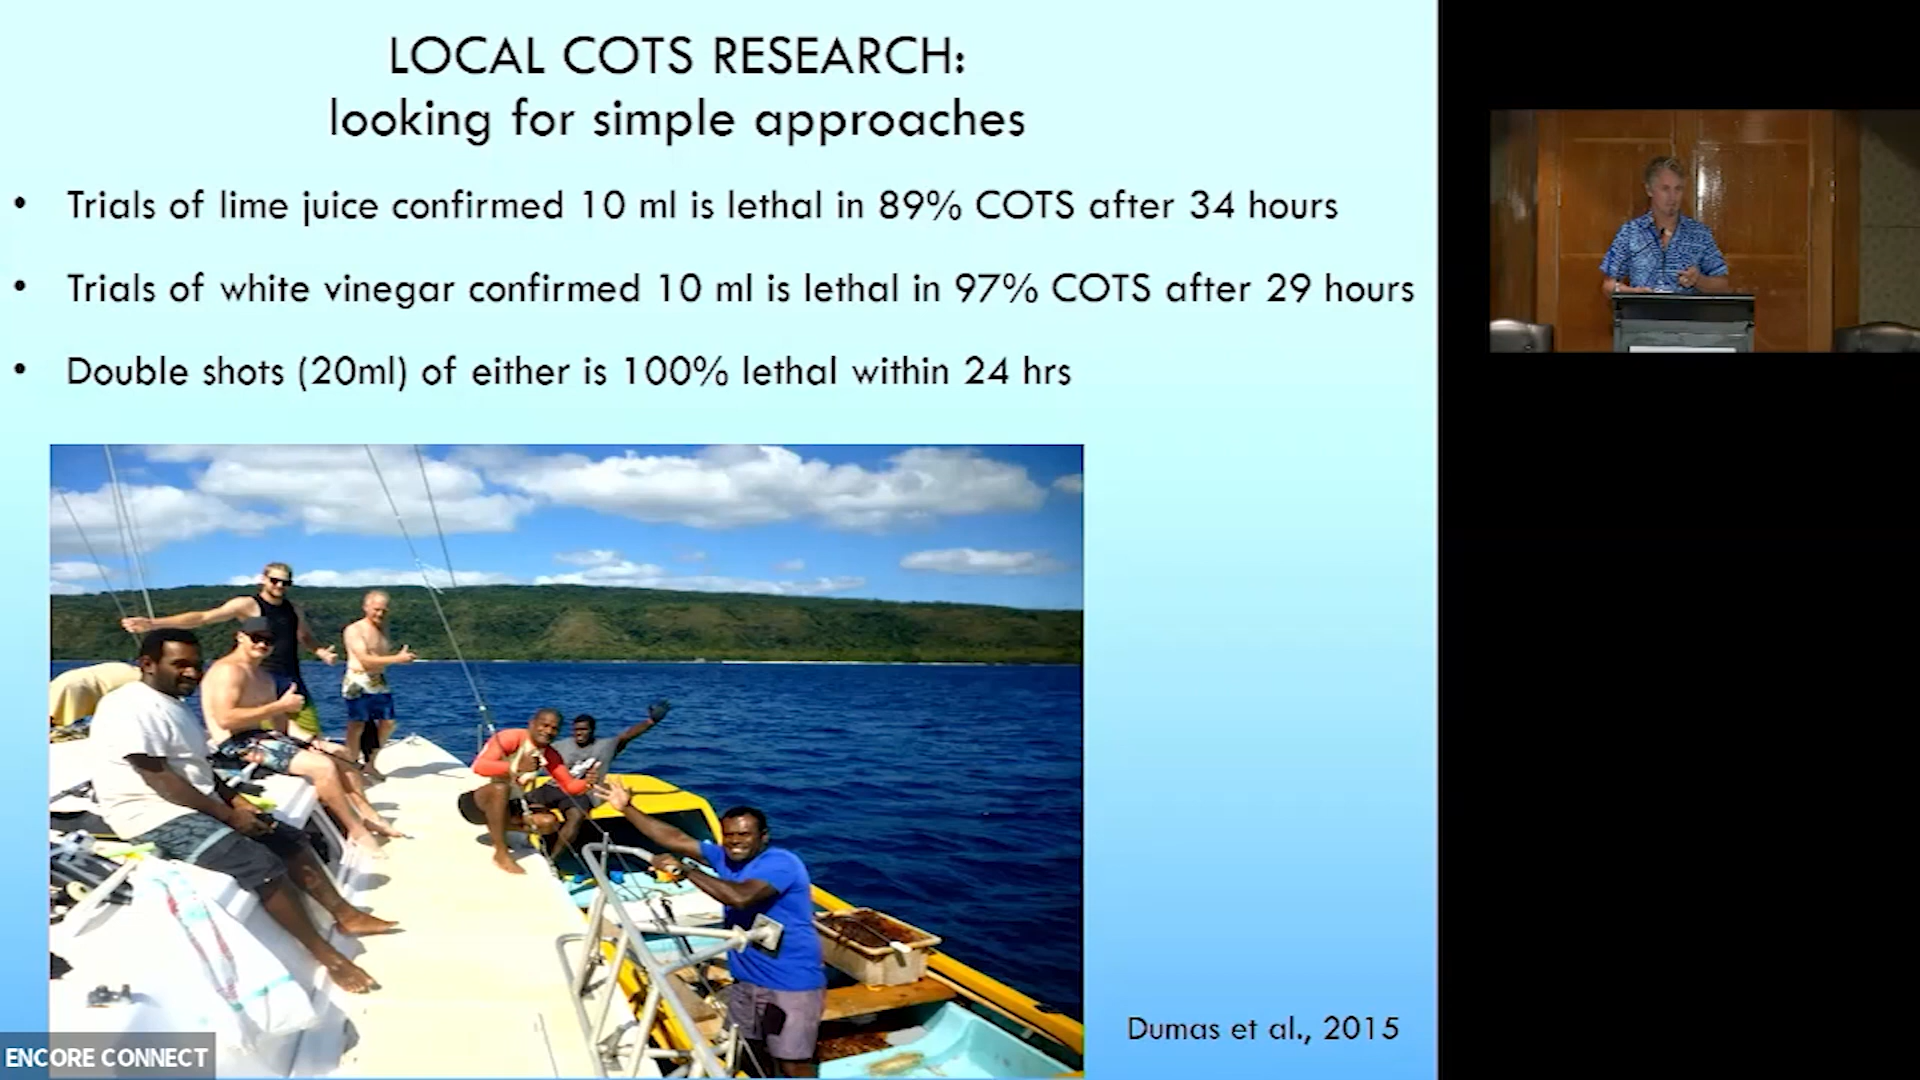 LOCAL COTS RESEARCH:
looking for simple approaches
• Trials of lime juice confirmed 10 ml is lethal in 89% COTS after 34 hours
• Trials of white vinegar confirmed 10 ml is lethal in 97% COTS after 29 hours
• Double shots (20ml) of either is 100% lethal within 24 hrs
Dumas et al., 2015
ENCORE CONNECT